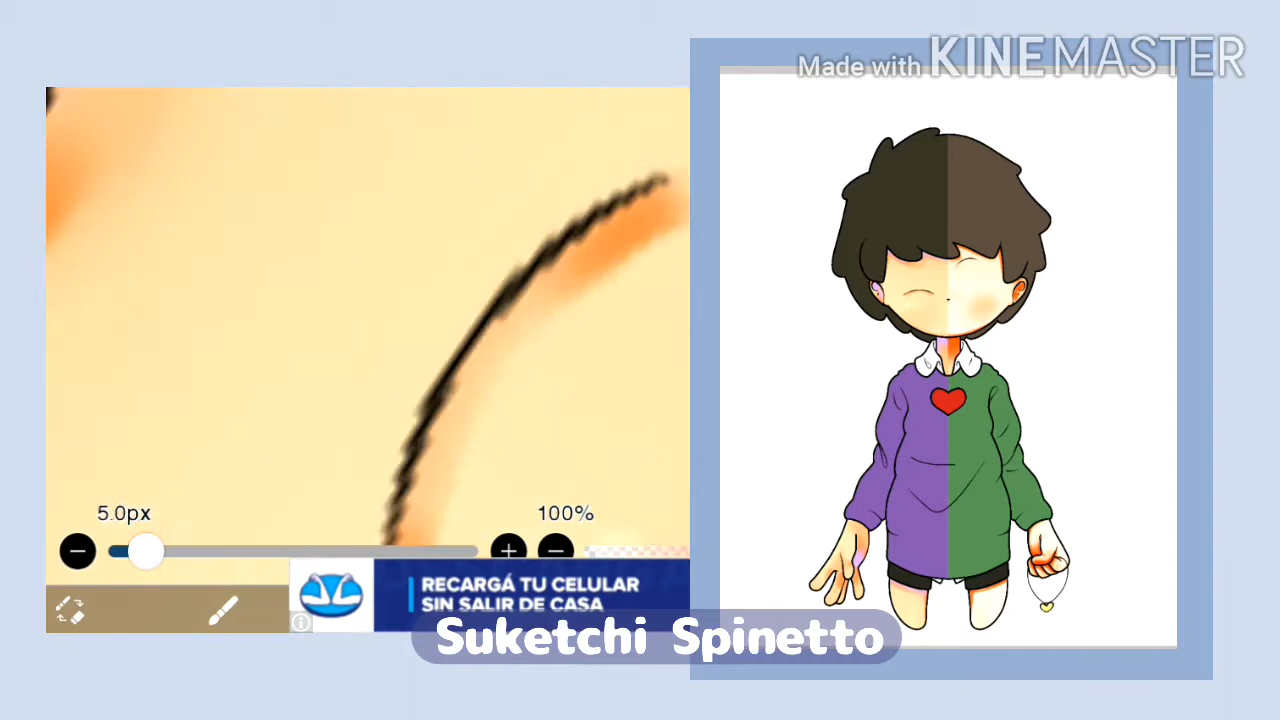 Made with KINEMASTER
5.0px
100%
RECARGÁ TU CELULAR
SIN SALIR DE CASA
Suketchi Spinetto